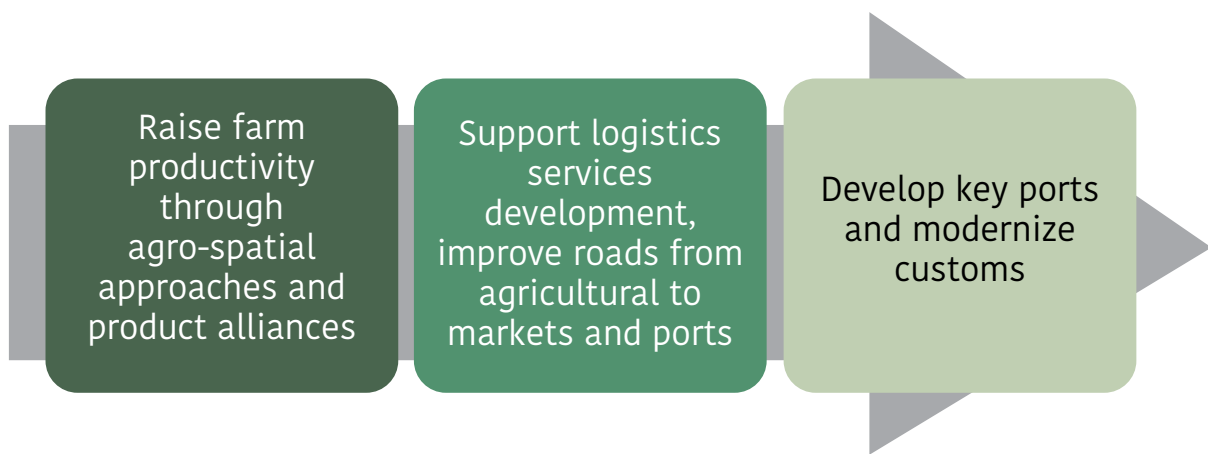 Raise farm
productivity
through
agro-spatial
approaches and
product alliances
Support logistics
services
development,
improve roads from
agricultural to
markets and ports
Develop key ports
and modernize
customs